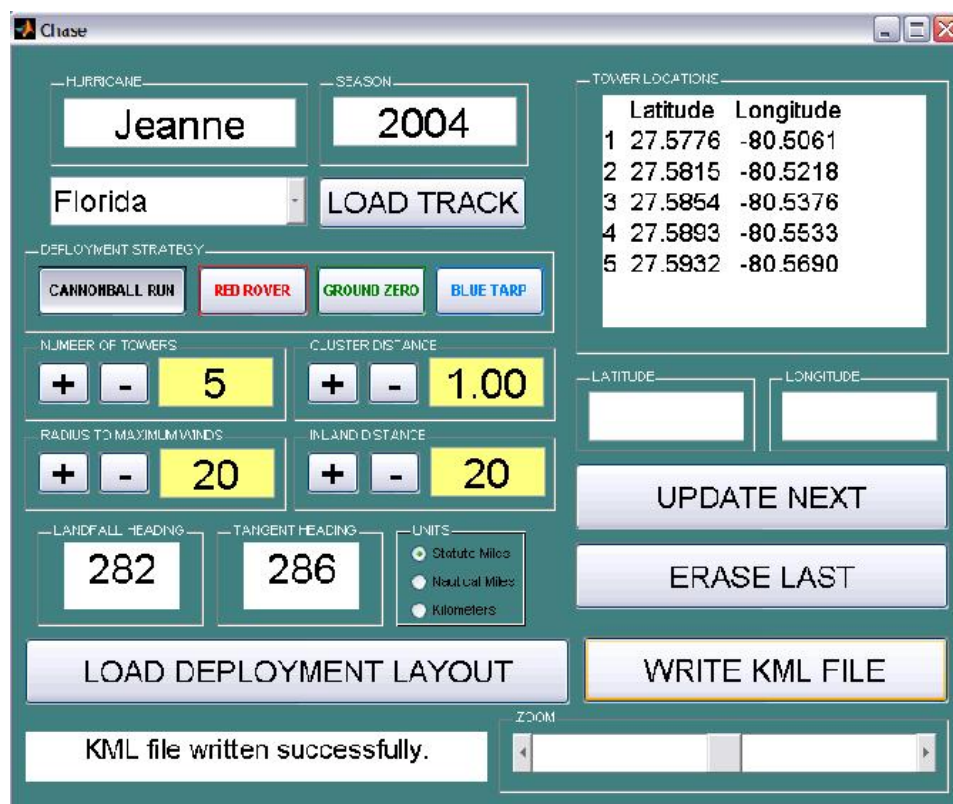 Chase
HURRICANE
Jeanne
SEASON
2004
Florida
LOAD TRACK
DEPLOYMENT STRATEGY
CANNONBALL RUN
RED ROVER
GROUND ZERO
BLUE TARP
NUMBER OF TOWERS
+ - 5
CLUSTER DISTANCE
+ - 1.00
RADIUS TO MAXIMUM WINDS
+ - 20
INLAND DISTANCE
+ - 20
LANDFALL HEADING
282
TANGENT HEADING
286
UNITS
Statute Miles
Nautical Miles
Kilometers
LOAD DEPLOYMENT LAYOUT
KML file written successfully.
TOWER LOCATIONS
Latitude Longitude
1 27.5776 -80.5061
2 27.5815 -80.5218
3 27.5854 -80.5376
4 27.5893 -80.5533
5 27.5932 -80.5690
LATITUDE
LONGITUDE
UPDATE NEXT
ERASE LAST
WRITE KML FILE
ZOOM